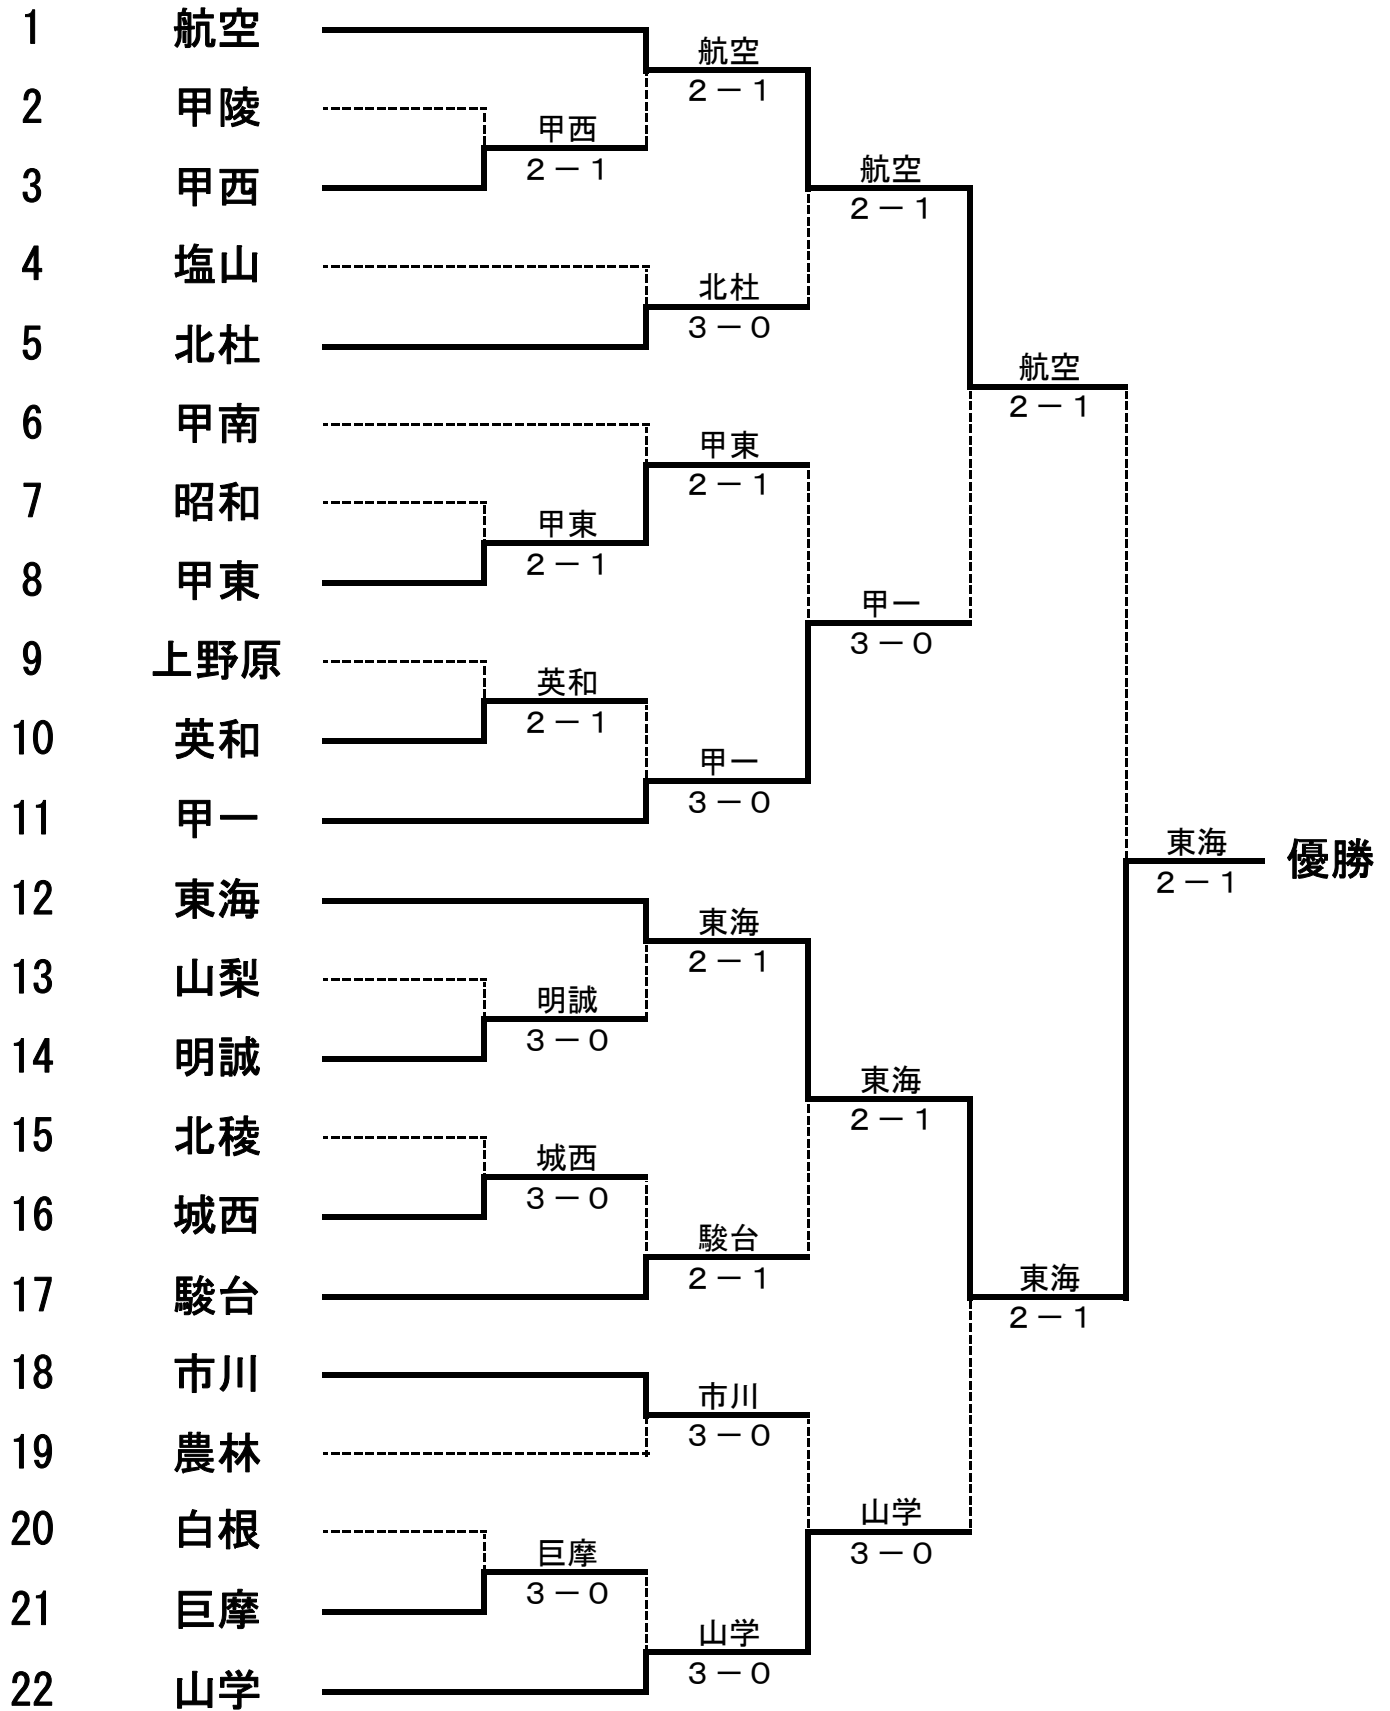 1 航空
航空
2－1
2 甲陵
甲西
2－1
3 甲西
航空
2－1
4 塩山
北杜
3－0
5 北杜
航空
2－1
6 甲南
甲東
2－1
7 昭和
甲東
2－1
8 甲東
甲一
3－0
9 上野原
英和
2－1
10 英和
甲一
3－0
11 甲一
東海
2－1
優勝
12 東海
東海
2－1
13 山梨
明誠
3－0
14 明誠
東海
2－1
15 北稜
城西
3－0
16 城西
駿台
2－1
17 駿台
東海
2－1
18 市川
市川
3－0
19 農林
山学
3－0
20 白根
巨摩
3－0
21 巨摩
山学
3－0
22 山学